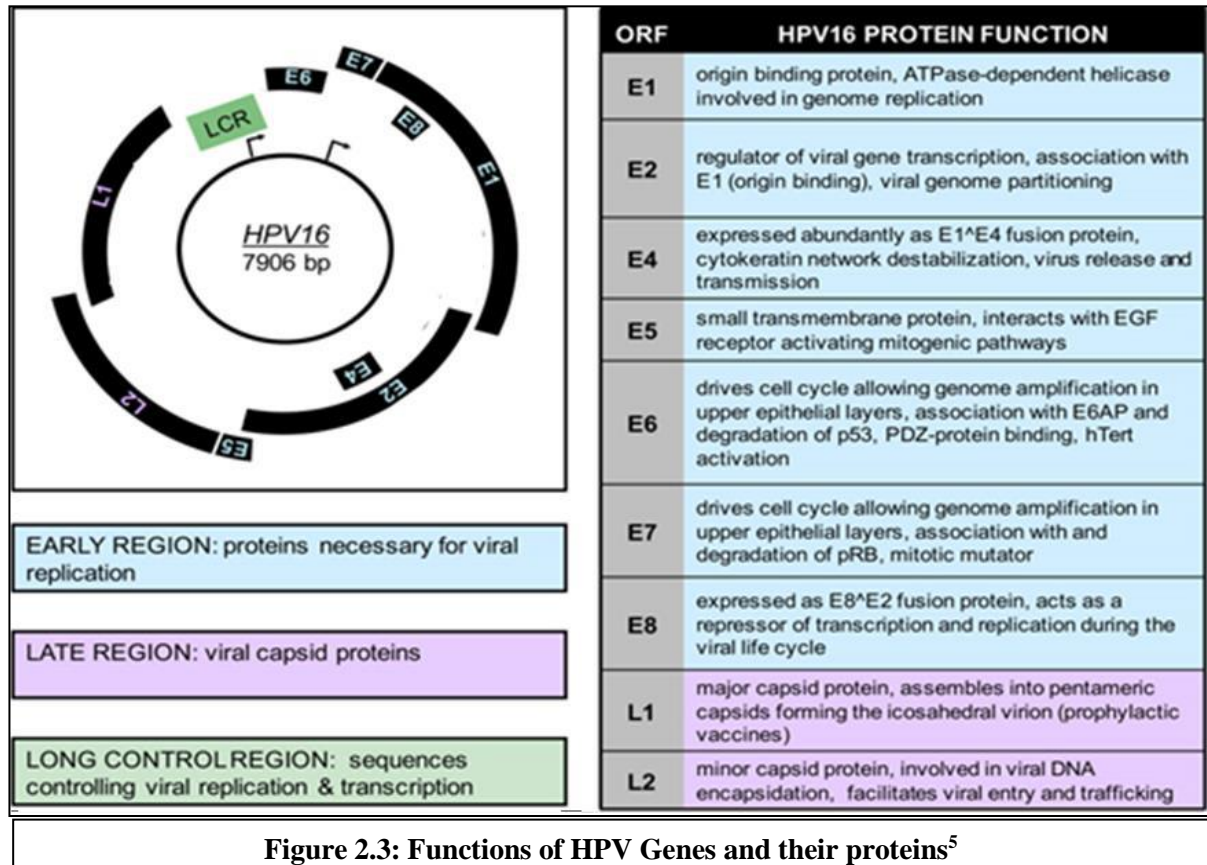 E7
E6
E8
LCR
E1
L1
HPV16
7906 bp
E4
E2
L2
E5
EARLY REGION: proteins necessary for viral
replication
LATE REGION: viral capsid proteins
LONG CONTROLREGION: sequences
controlling viral replication & transcription
ORF HPV16 PROTEIN FUNCTION
E1 origin binding protein, ATPase-dependent helicase
involved in genome replication
E2 regulator of viral gene transcription, association with
E1 (origin binding), viral genome partitioning
E4 expressed abundantly as E1^E4 fusion protein,
cytokeratin network destabilization, virus release and
transmission
E5 small transmembrane protein, interacts with EGF
receptor activating mitogenic pathways
E6 drives cell cycle allowing genome amplification in
upper epithelial layers, association with E6AP and
degradation of p53, PDZ-protein binding, hTert
activation
E7 drives cell cycle allowing genome amplification in
upper epithelial layers, association with and
degradation of pRB, mitotic mutator
E8 expressed as E8^E2 fusion protein, acts as a
repressor of transcription and replication during the
viral life cycle
L1 major capsid protein, assembles into pentameric
capsids forming the icosahedral virion (prophylactic
vaccines)
L2 minor capsid protein, involved in viral DNA
encapsidation, facilitates viral entry and trafficking
Figure 2.3: Functions of HPV Genes and their proteins⁵